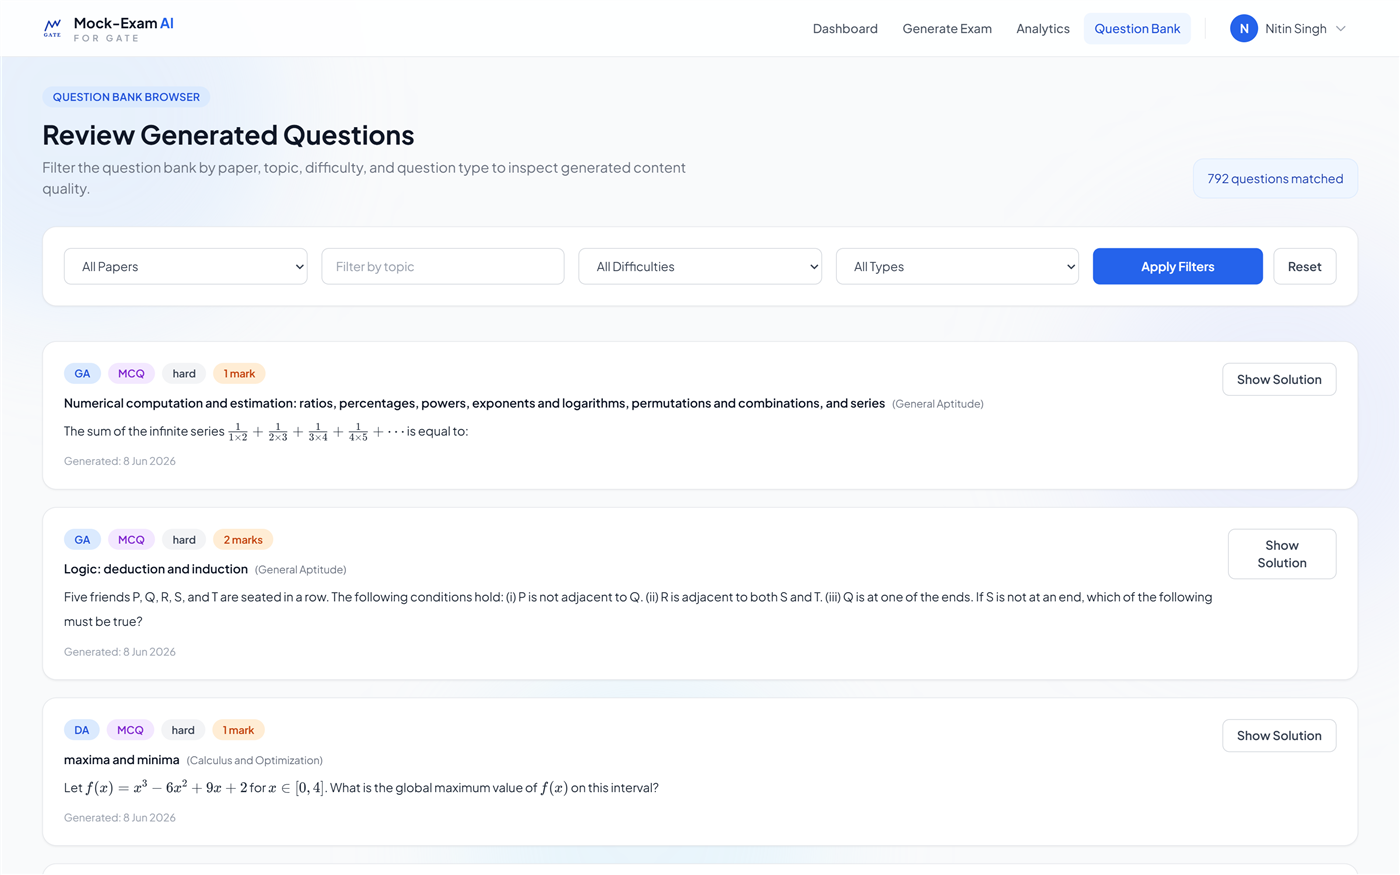 Mock-Exam AI
GATE
FOR GATE
Dashboard
Generate Exam
Analytics
Question Bank
N
Nitin Singh
QUESTION BANK BROWSER
Review Generated Questions
Filter the question bank by paper, topic, difficulty, and question type to inspect generated content
quality.
792 questions matched
All Papers
Filter by topic
All Difficulties
All Types
Apply Filters
Reset
GA MCQ hard 1 mark
Show Solution
Numerical computation and estimation: ratios, percentages, powers, exponents and logarithms, permutations and combinations, and series (General Aptitude)
The sum of the infinite series 1/(1×2) + 1/(2×3) + 1/(3×4) + 1/(4×5) + ··· is equal to:
Generated: 8 Jun 2026
GA MCQ hard 2 marks
Show
Solution
Logic: deduction and induction (General Aptitude)
Five friends P, Q, R, S, and T are seated in a row. The following conditions hold: (i) P is not adjacent to Q. (ii) R is adjacent to both S and T. (iii) Q is at one of the ends. If S is not at an end, which of the following
must be true?
Generated: 8 Jun 2026
DA MCQ hard 1 mark
Show Solution
maxima and minima (Calculus and Optimization)
Let f(x) = x³ − 6x² + 9x + 2 for x ∈ [0, 4]. What is the global maximum value of f(x) on this interval?
Generated: 8 Jun 2026